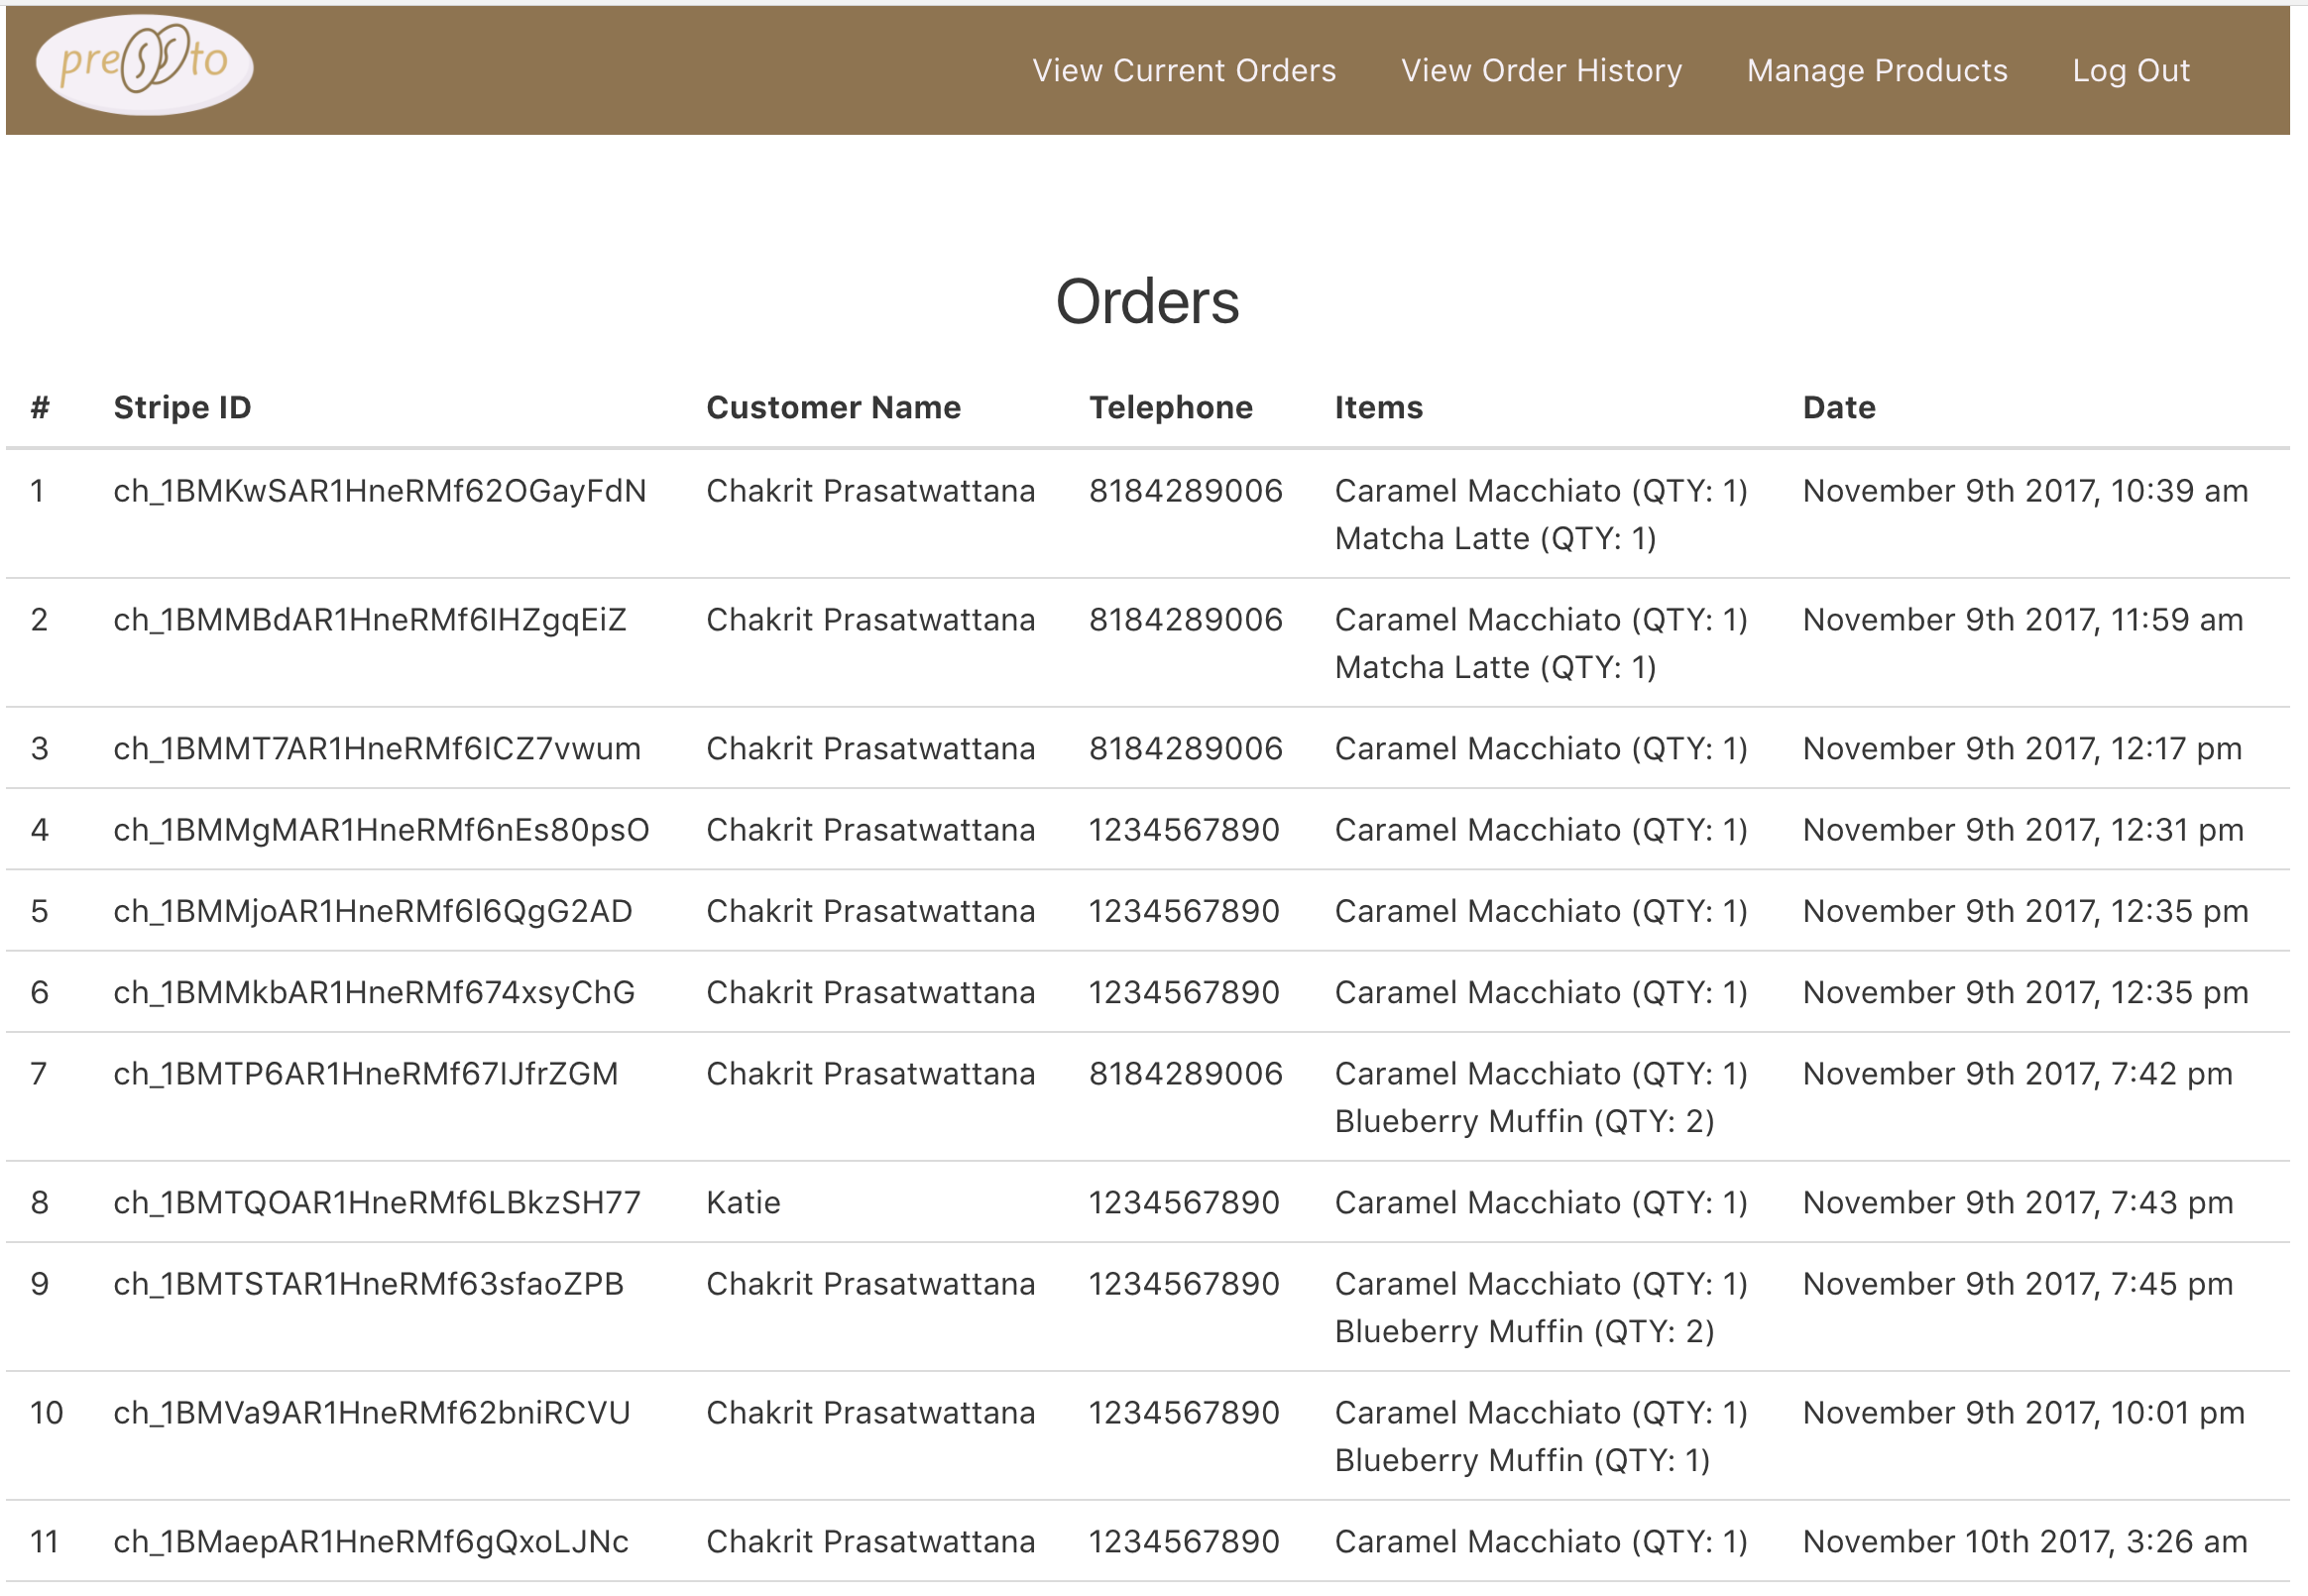 pressto
View Current Orders View Order History Manage Products Log Out
Orders
# Stripe ID Customer Name Telephone Items Date
1 ch_1BMKwSAR1HneRMf62OGayFdN Chakrit Prasatwattana 8184289006 Caramel Macchiato (QTY: 1) November 9th 2017, 10:39 am
Matcha Latte (QTY: 1)
2 ch_1BMMBdAR1HneRMf6IHZgqEiZ Chakrit Prasatwattana 8184289006 Caramel Macchiato (QTY: 1) November 9th 2017, 11:59 am
Matcha Latte (QTY: 1)
3 ch_1BMMT7AR1HneRMf6ICZ7vwum Chakrit Prasatwattana 8184289006 Caramel Macchiato (QTY: 1) November 9th 2017, 12:17 pm
4 ch_1BMMgMAR1HneRMf6nEs80psO Chakrit Prasatwattana 1234567890 Caramel Macchiato (QTY: 1) November 9th 2017, 12:31 pm
5 ch_1BMMjoAR1HneRMf6l6QgG2AD Chakrit Prasatwattana 1234567890 Caramel Macchiato (QTY: 1) November 9th 2017, 12:35 pm
6 ch_1BMMkbAR1HneRMf674xsyChG Chakrit Prasatwattana 1234567890 Caramel Macchiato (QTY: 1) November 9th 2017, 12:35 pm
7 ch_1BMTP6AR1HneRMf67IJfrZGM Chakrit Prasatwattana 8184289006 Caramel Macchiato (QTY: 1) November 9th 2017, 7:42 pm
Blueberry Muffin (QTY: 2)
8 ch_1BMTQOAR1HneRMf6LBkzSH77 Katie 1234567890 Caramel Macchiato (QTY: 1) November 9th 2017, 7:43 pm
9 ch_1BMTSTAR1HneRMf63sfaoZPB Chakrit Prasatwattana 1234567890 Caramel Macchiato (QTY: 1) November 9th 2017, 7:45 pm
Blueberry Muffin (QTY: 2)
10 ch_1BMVa9AR1HneRMf62bniRCVU Chakrit Prasatwattana 1234567890 Caramel Macchiato (QTY: 1) November 9th 2017, 10:01 pm
Blueberry Muffin (QTY: 1)
11 ch_1BMaepAR1HneRMf6gQxoLJNc Chakrit Prasatwattana 1234567890 Caramel Macchiato (QTY: 1) November 10th 2017, 3:26 am